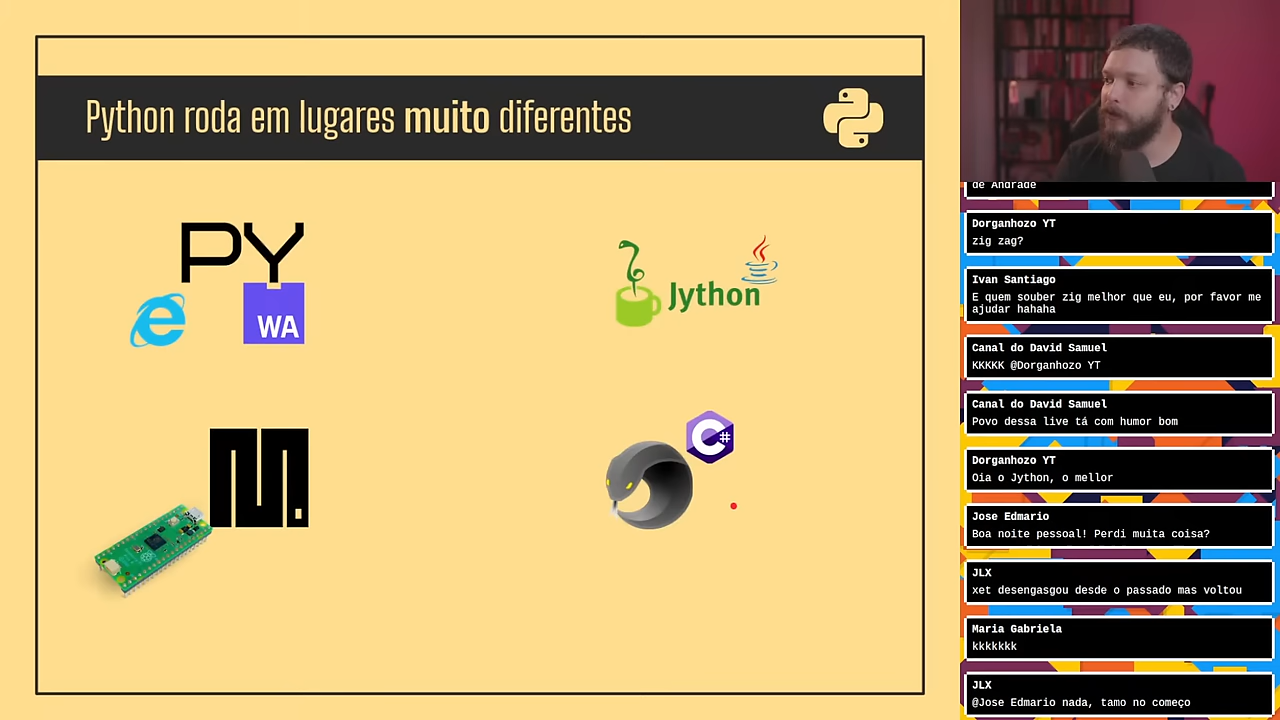 Python roda em lugares muito diferentes
PY
WA
Jython
C#
de Andrade
Dorganhozo YT
zig zag?
Ivan Santiago
E quem souber zig melhor que eu, por favor me
ajudar hahaha
Canal do David Samuel
KKKKK @Dorganhozo YT
Canal do David Samuel
Povo dessa live tá com humor bom
Dorganhozo YT
Oia o Jython, o mellor
Jose Edmario
Boa noite pessoal! Perdi muita coisa?
JLX
xet desengasgou desde o passado mas voltou
Maria Gabriela
kkkkkkk
JLX
@Jose Edmario nada, tamo no começo